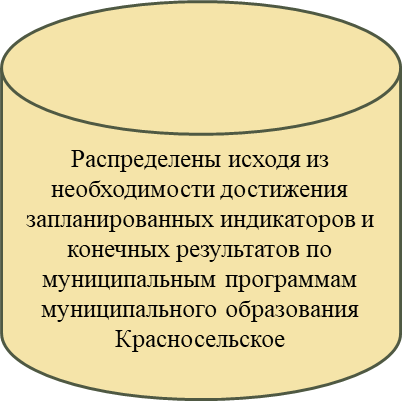 Распределены исходя из
необходимости достижения
запланированных индикаторов и
конечных результатов по
муниципальным программам
муниципального образования
Красносельское